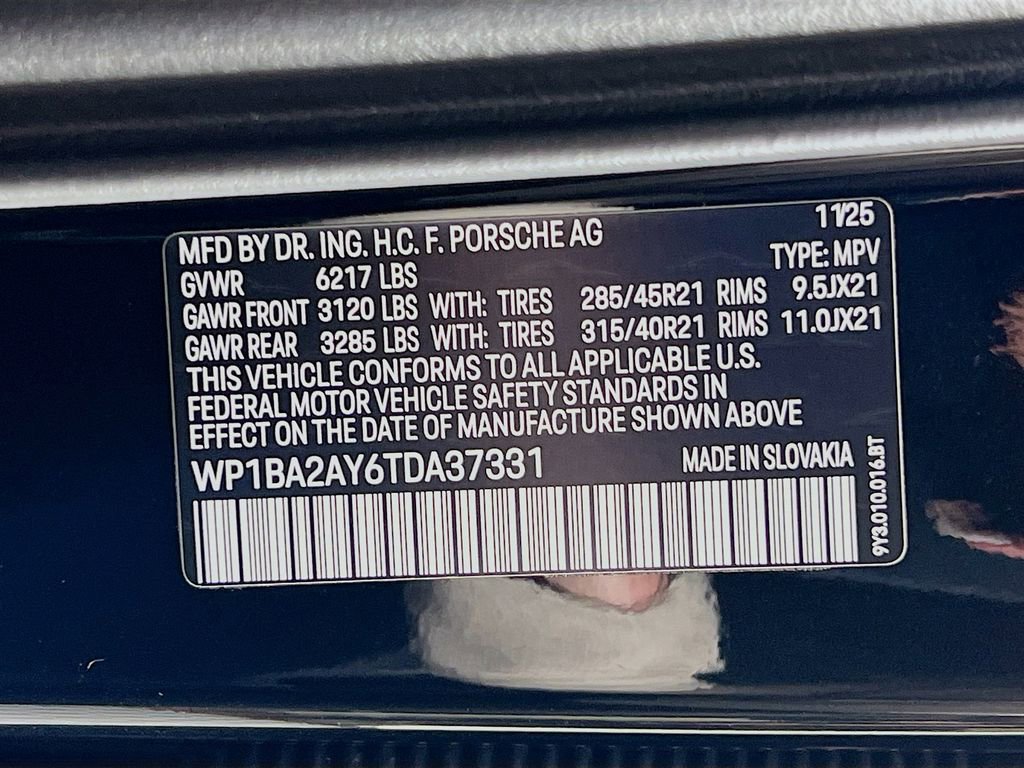 11/25
MFD BY DR. ING. H.C. F. PORSCHE AG
TYPE: MPV
GVWR 6217 LBS
GAWR FRONT 3120 LBS WITH: TIRES 285/45R21 RIMS 9.5JX21
GAWR REAR 3285 LBS WITH: TIRES 315/40R21 RIMS 11.0JX21
THIS VEHICLE CONFORMS TO ALL APPLICABLE U.S.
FEDERAL MOTOR VEHICLE SAFETY STANDARDS IN
EFFECT ON THE DATE OF MANUFACTURE SHOWN ABOVE
WP1BA2AY6TDA37331 MADE IN SLOVAKIA
9Y3.010.016.BT